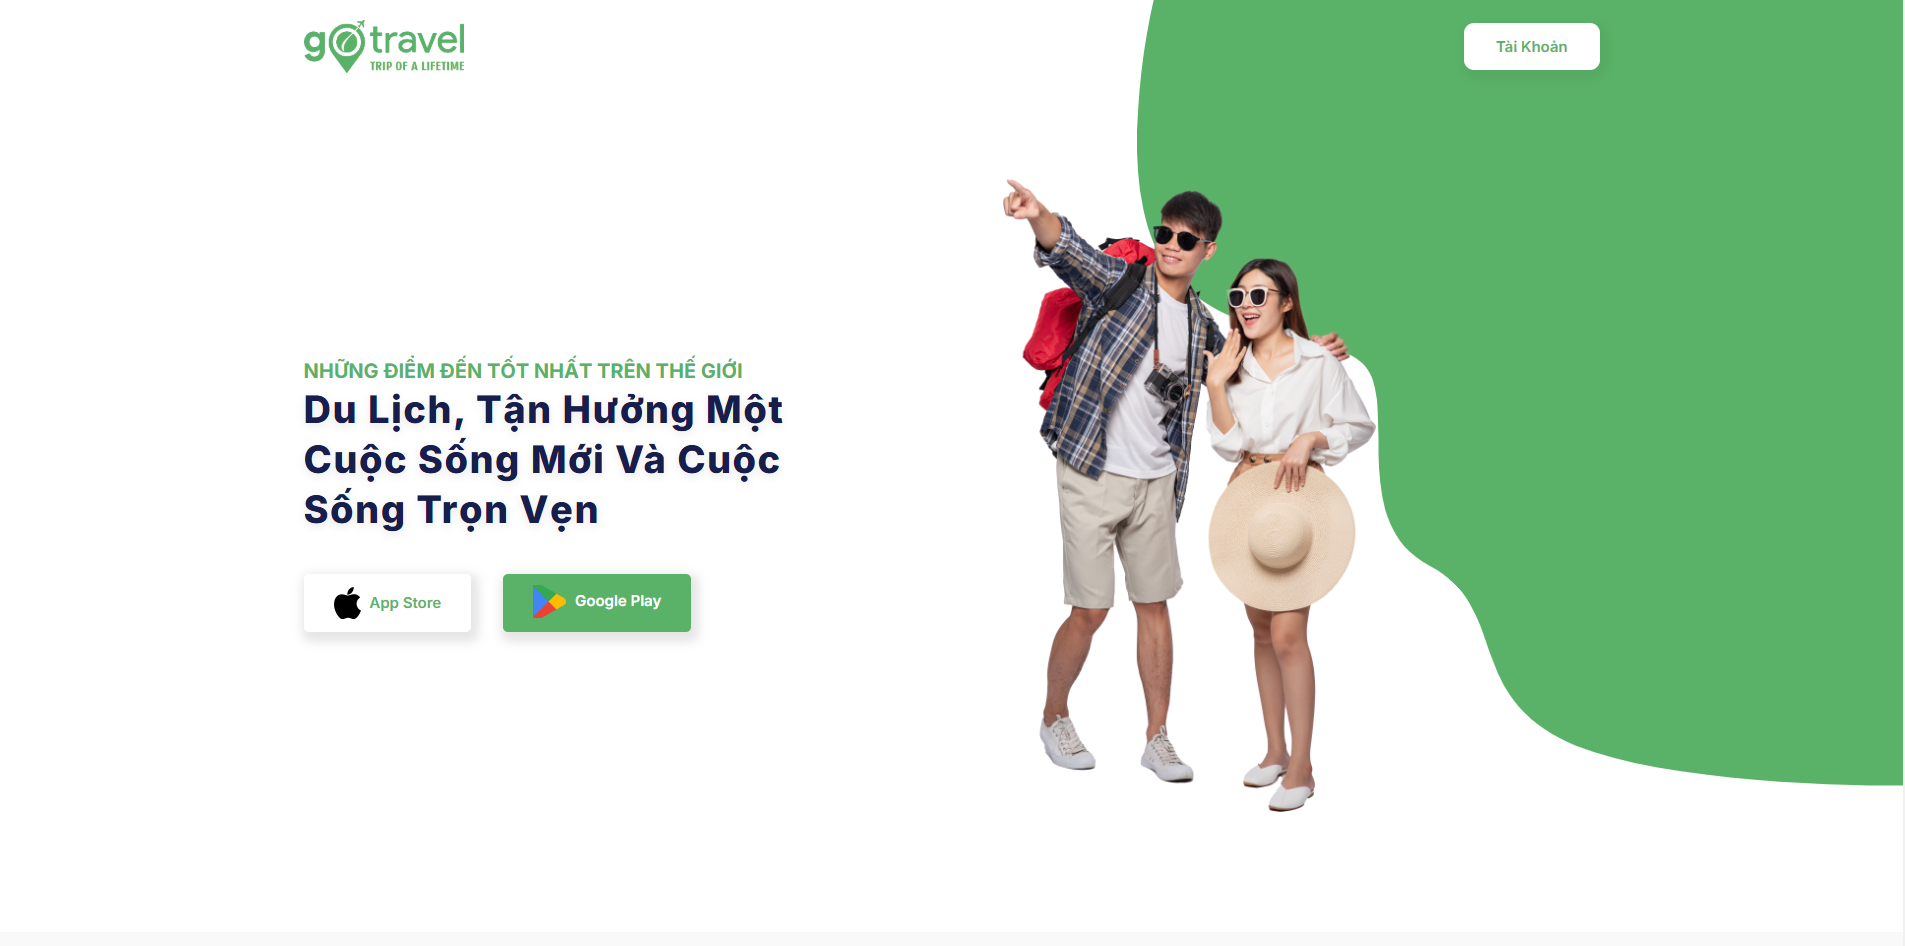 gotravel
TRIP OF A LIFETIME
Tài Khoản
NHỮNG ĐIỂM ĐẾN TỐT NHẤT TRÊN THẾ GIỚI
Du Lịch, Tận Hưởng Một
Cuộc Sống Mới Và Cuộc
Sống Trọn Vẹn
App Store
Google Play